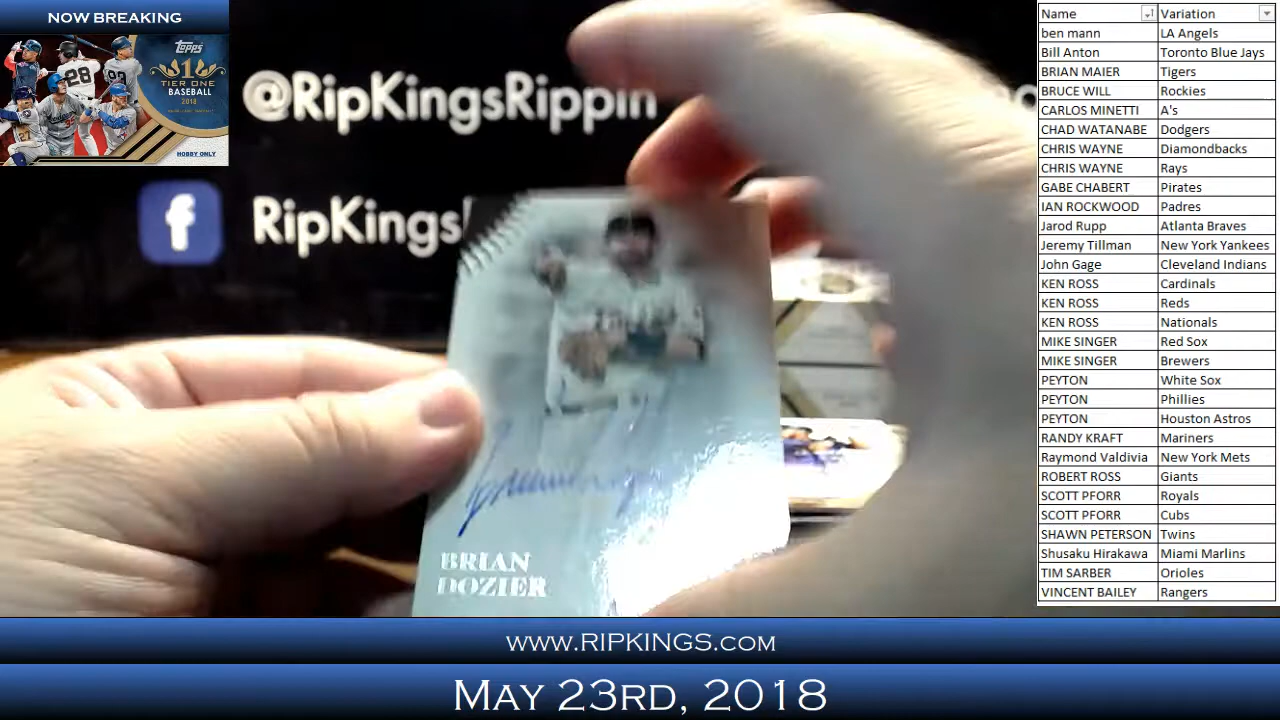 NOW BREAKING
Topps
1
TIER ONE
BASEBALL
2018
HOBBY ONLY
@RipKingsRippin
f
RipKings
BRIAN
DOZIER
Name Variation
ben mann LA Angels
Bill Anton Toronto Blue Jays
BRIAN MAIER Tigers
BRUCE WILL Rockies
CARLOS MINETTI A's
CHAD WATANABE Dodgers
CHRIS WAYNE Diamondbacks
CHRIS WAYNE Rays
GABE CHABERT Pirates
IAN ROCKWOOD Padres
Jarod Rupp Atlanta Braves
Jeremy Tillman New York Yankees
John Gage Cleveland Indians
KEN ROSS Cardinals
KEN ROSS Reds
KEN ROSS Nationals
MIKE SINGER Red Sox
MIKE SINGER Brewers
PEYTON White Sox
PEYTON Phillies
PEYTON Houston Astros
RANDY KRAFT Mariners
Raymond Valdivia New York Mets
ROBERT ROSS Giants
SCOTT PFORR Royals
SCOTT PFORR Cubs
SHAWN PETERSON Twins
Shusaku Hirakawa Miami Marlins
TIM SARBER Orioles
VINCENT BAILEY Rangers
www.RIPKINGS.com
May 23rd, 2018